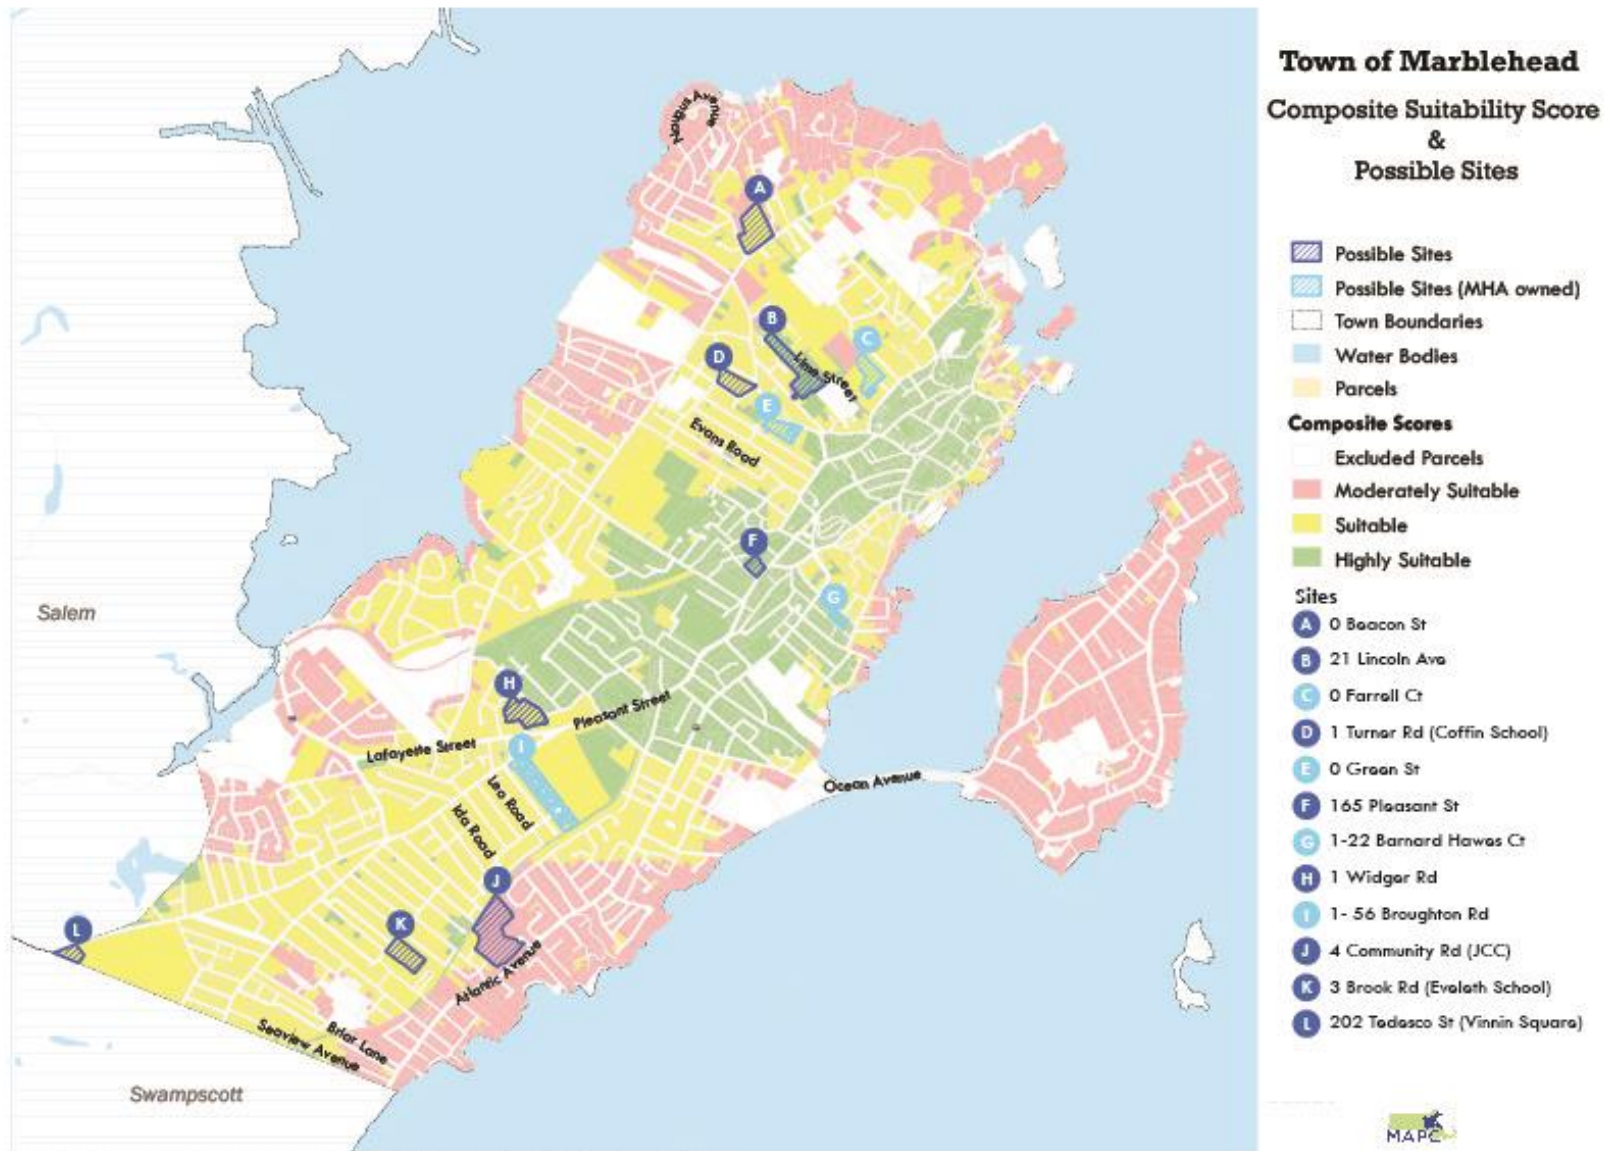 Town of Marblehead
Composite Suitability Score
&
Possible Sites
Possible Sites
Possible Sites (MHA owned)
Town Boundaries
Water Bodies
Parcels
Composite Scores
Excluded Parcels
Moderately Suitable
Suitable
Highly Suitable
Sites
A 0 Beacon St
B 21 Lincoln Ave
C 0 Farrell Ct
D 1 Turner Rd (Coffin School)
E 0 Green St
F 165 Pleasant St
G 1-22 Barnard Hawes Ct
H 1 Widger Rd
I 1- 56 Broughton Rd
J 4 Community Rd (JCC)
K 3 Brook Rd (Eveleth School)
L 202 Tedesco St (Vinnin Square)
MAPC
Naugus Avenue
A
B
C
D
Lime Street
E
Evans Road
F
G
Salem
H
Pleasant Street
Lafayette Street
I
Leo Road
Ida Road
Ocean Avenue
J
K
L
Atlantic Avenue
Briar Lane
Seaview Avenue
Swampscott